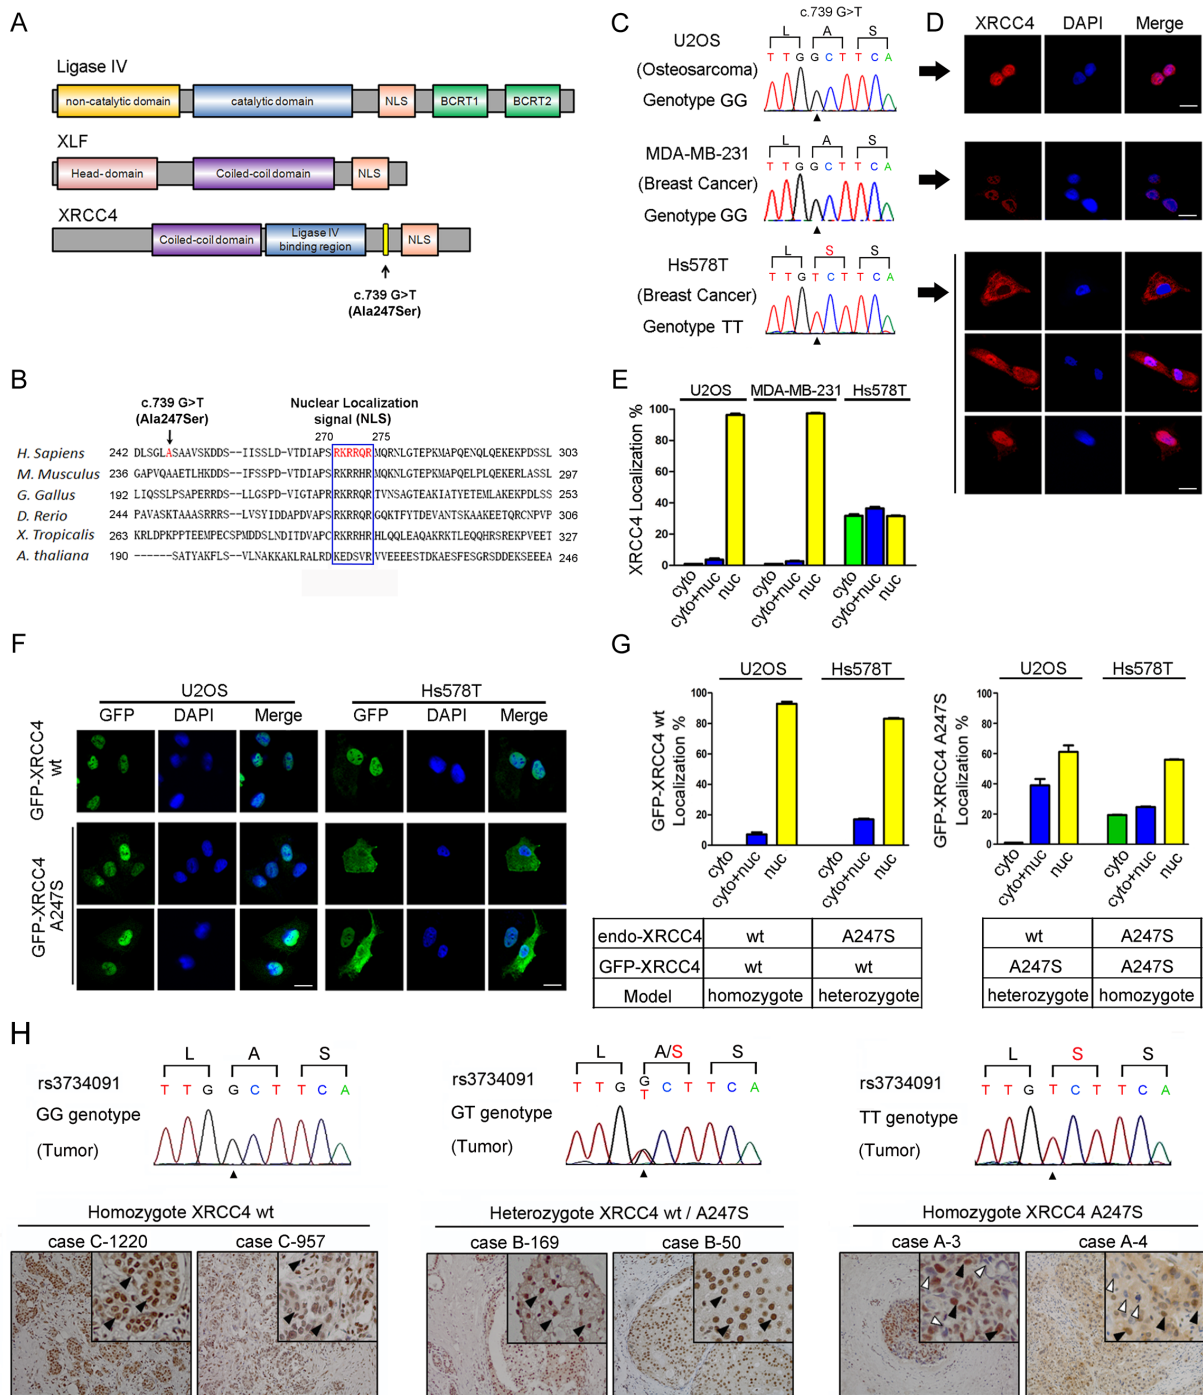 A
Ligase IV
non-catalytic domain
catalytic domain
NLS
BCRT1
BCRT2
XLF
Head-domain
Coiled-coil domain
NLS
XRCC4
Coiled-coil domain
Ligase IV
binding region
NLS
c.739 G>T
(Ala247Ser)
B
c.739 G>T
(Ala247Ser)
Nuclear Localization
signal (NLS)
270 275
H. Sapiens 242 DLSGLASAAVSKDDS--IISSLD-VTDIAPSRKRRQRMQRNLGTEPKMAPQENQLQEKEKPDSSL 303
M. Musculus 236 GAPVQAAETLHDKDDS--
G. Gallus 192 LIQSSLPSAPERRDS--LLGSPD-VIGTAPRRKRRQRTVNSAGTEAKIATYETEMLAKEKPDLASS 253
D. Rerio 244 PAVASKTAAASRRRS--LVSYIDDAPDVAPSRKRRQRGQKTFYTDEVANTSKAAKEETQRCNPVP 306
X. Tropicalis 263 KRLDPKPPTEEMPECSPMDDSLNDITDVAPCRKRRHRHLQQLEAQAKRKTLEQQHRSREKPVEET 327
A. thaliana 190 ------SATYAKFLS--VLNAKKAKLRALRDKEDSVRVVEEEESTDKAESFESGRSDDEKSEEEA 246
C
c.739 G>T
U2OS
(Osteosarcoma)
Genotype GG
L A S
T T G G C T T C A
MDA-MB-231
(Breast Cancer)
Genotype GG
L A S
T T G G C T T C A
Hs578T
(Breast Cancer)
Genotype TT
L S S
T T G T C T T C A
D
XRCC4 DAPI Merge
E
U2OS MDA-MB-231 Hs578T
XRCC4 Localization %
100
80
60
40
20
0
cyto cyto+nuc nuc cyto cyto+nuc nuc cyto cyto+nuc nuc
F
U2OS Hs578T
GFP DAPI Merge GFP DAPI Merge
GFP-XRCC4
wt
GFP-XRCC4
A247S
G
U2OS Hs578T
GFP-XRCC4 wt
Localization %
100
80
60
40
20
0
cyto cyto+nuc nuc cyto cyto+nuc nuc
U2OS Hs578T
GFP-XRCC4 A247S
Localization %
100
80
60
40
20
0
cyto cyto+nuc nuc cyto cyto+nuc nuc
endo-XRCC4 wt A247S
GFP-XRCC4 wt wt
Model homozygote heterozygote
wt A247S
A247S A247S
heterozygote homozygote
H
L A S
rs3734091
T T G G C T T C A
GG genotype
(Tumor)
L A/S S
rs3734091
T T G G C T T C A
T
GT genotype
(Tumor)
L S S
rs3734091
T T G T C T T C A
TT genotype
(Tumor)
Homozygote XRCC4 wt
case C-1220 case C-957
Heterozygote XRCC4 wt / A247S
case B-169 case B-50
Homozygote XRCC4 A247S
case A-3 case A-4